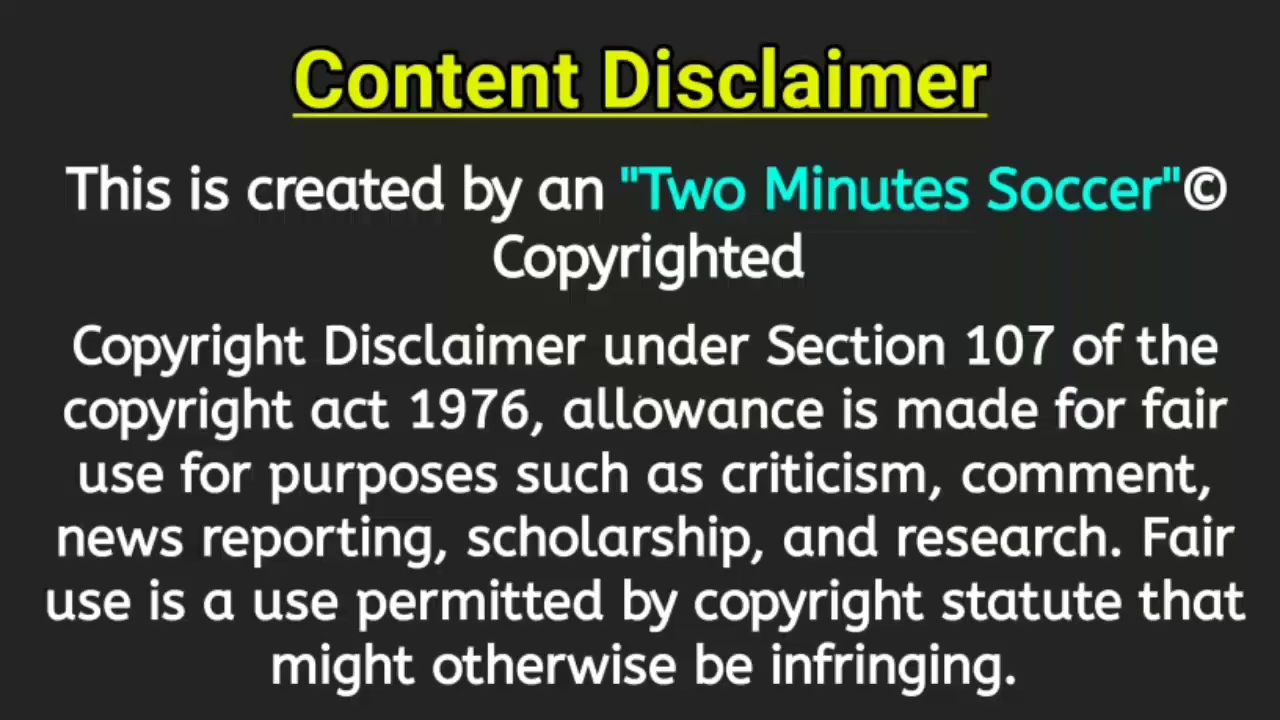 Content Disclaimer
This is created by an "Two Minutes Soccer"©
Copyrighted
Copyright Disclaimer under Section 107 of the
copyright act 1976, allowance is made for fair
use for purposes such as criticism, comment,
news reporting, scholarship, and research. Fair
use is a use permitted by copyright statute that
might otherwise be infringing.